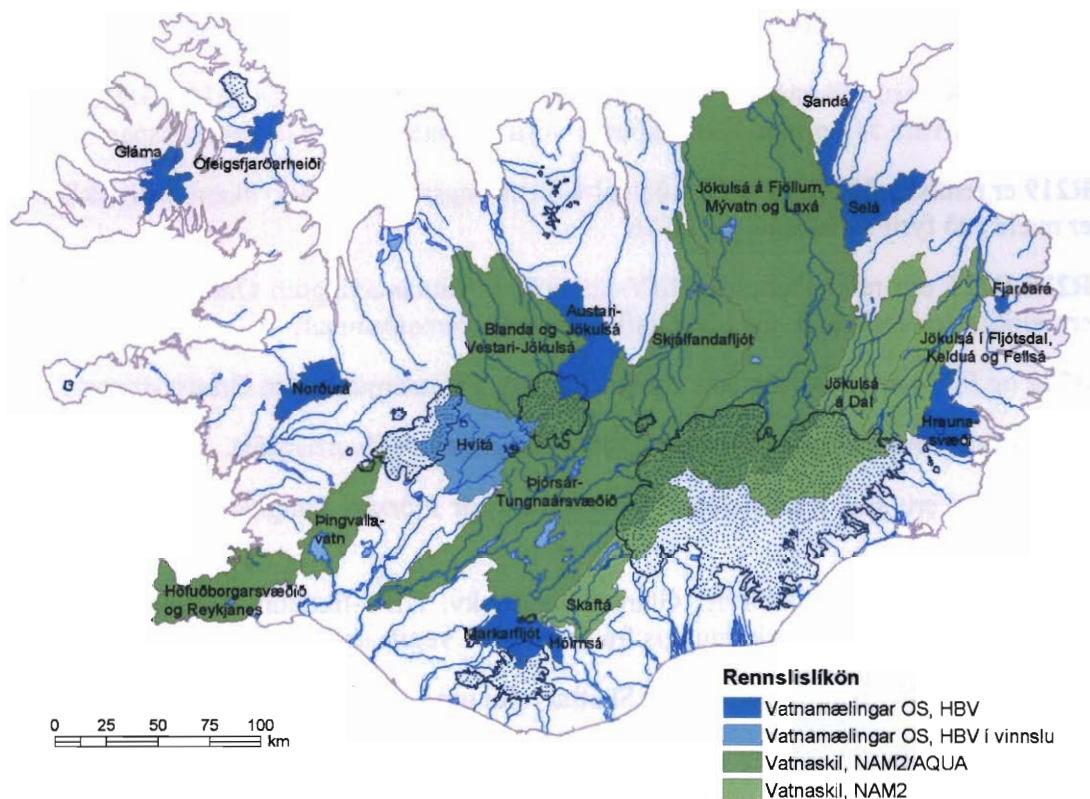 Sandá
Gláma
Ófeigsfjarðarheiði
Jökulsá á Fjöllum,
Mývatn og Laxá
Selá
Fjarðará
Austari-
Jökulsá
Blanda og
Vestari-Jökulsá
Skjálfandafljót
Jökulsá í Fljótsdal,
Kelduá og Fellsá
Norðurá
Jökulsá
á Dal
Hrauna-
svæði
Hvítá
Þjórsár-
Tungnaársvæðið
Þingvalla-
vatn
Höfuðborgarsvæðið
og Reykjanes
Skaftá
Markarfljót
Hólmsá
Rennslislíkön
Vatnamælingar OS, HBV
Vatnamælingar OS, HBV í vinnslu
Vatnaskil, NAM2/AQUA
Vatnaskil, NAM2
0 25 50 75 100
km